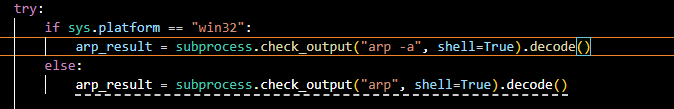 try:
    if sys.platform == "win32":
        arp_result = subprocess.check_output("arp -a", shell=True).decode()
    else:
        arp_result = subprocess.check_output("arp", shell=True).decode()